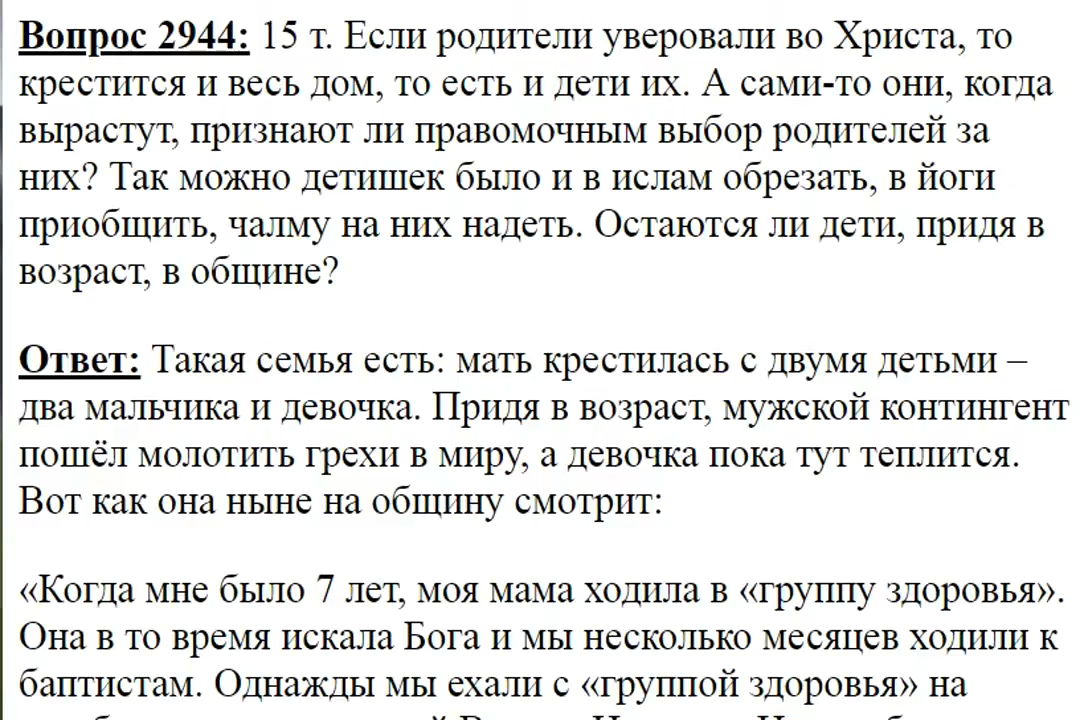 Вопрос 2944: 15 т. Если родители уверовали во Христа, то
крестится и весь дом, то есть и дети их. А сами-то они, когда
вырастут, признают ли правомочным выбор родителей за
них? Так можно детишек было и в ислам обрезать, в йоги
приобщить, чалму на них надеть. Остаются ли дети, придя в
возраст, в общине?
Ответ: Такая семья есть: мать крестилась с двумя детьми –
два мальчика и девочка. Придя в возраст, мужской контингент
пошёл молотить грехи в миру, а девочка пока тут теплится.
Вот как она ныне на общину смотрит:
«Когда мне было 7 лет, моя мама ходила в «группу здоровья».
Она в то время искала Бога и мы несколько месяцев ходили к
баптистам. Однажды мы ехали с «группой здоровья» на